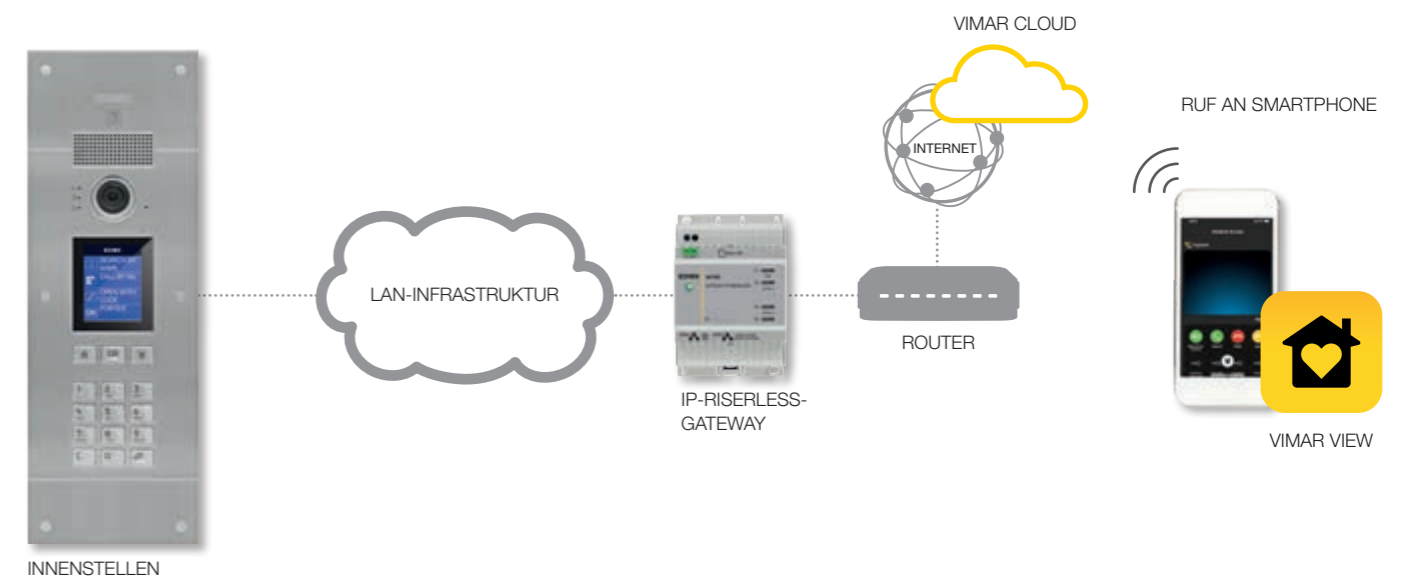 VIMAR CLOUD
RUF AN SMARTPHONE
INTERNET
LAN-INFRASTRUKTUR
ROUTER
IP-RISERLESS-
GATEWAY
VIMAR VIEW
INNENSTELLEN